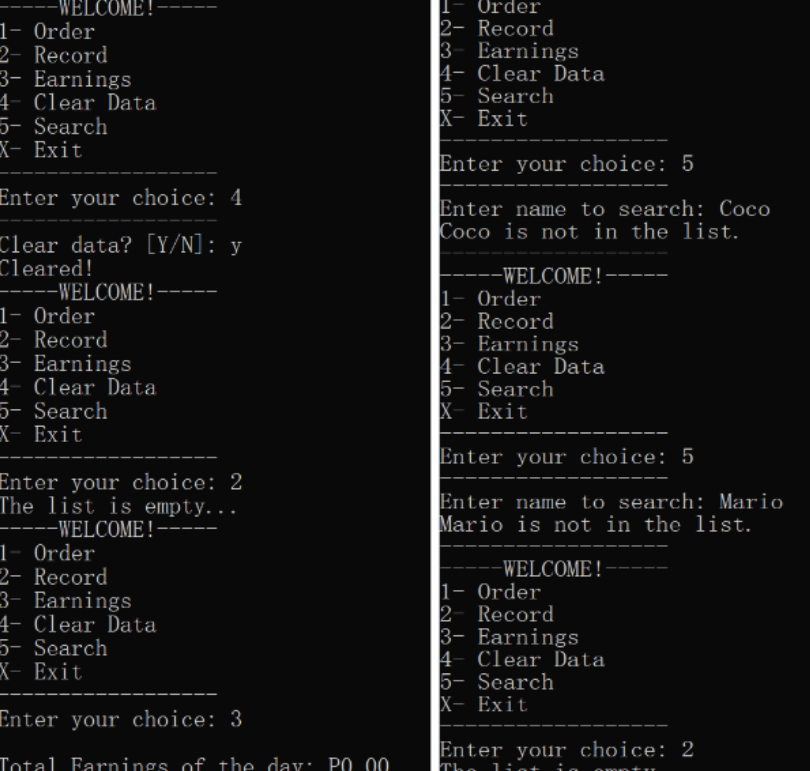 -----WELCOME!-----
1- Order
2- Record
3- Earnings
4- Clear Data
5- Search
X- Exit
------------------
Enter your choice: 4
------------------
Clear data? [Y/N]: y
Cleared!
-----WELCOME!-----
1- Order
2- Record
3- Earnings
4- Clear Data
5- Search
X- Exit
------------------
Enter your choice: 2
The list is empty...
-----WELCOME!-----
1- Order
2- Record
3- Earnings
4- Clear Data
5- Search
X- Exit
------------------
Enter your choice: 3
Total Earnings of the day: P0.00
1- Order
2- Record
3- Earnings
4- Clear Data
5- Search
X- Exit
------------------
Enter your choice: 5
------------------
Enter name to search: Coco
Coco is not in the list.
------------------
-----WELCOME!-----
1- Order
2- Record
3- Earnings
4- Clear Data
5- Search
X- Exit
------------------
Enter your choice: 5
------------------
Enter name to search: Mario
Mario is not in the list.
------------------
-----WELCOME!-----
1- Order
2- Record
3- Earnings
4- Clear Data
5- Search
X- Exit
------------------
Enter your choice: 2
The list is empty